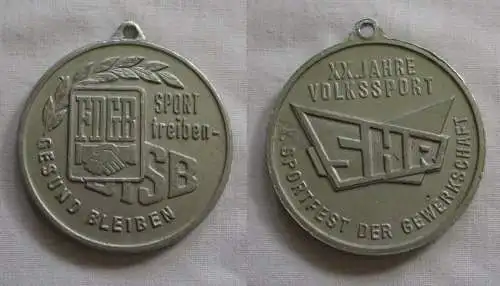 FDGB
SPORT
treiben-
DTSB
GESUND BLEIBEN
XX. JAHRE
VOLKSSPORT
SHR
SPORTFEST DER GEWERKSCHAFT